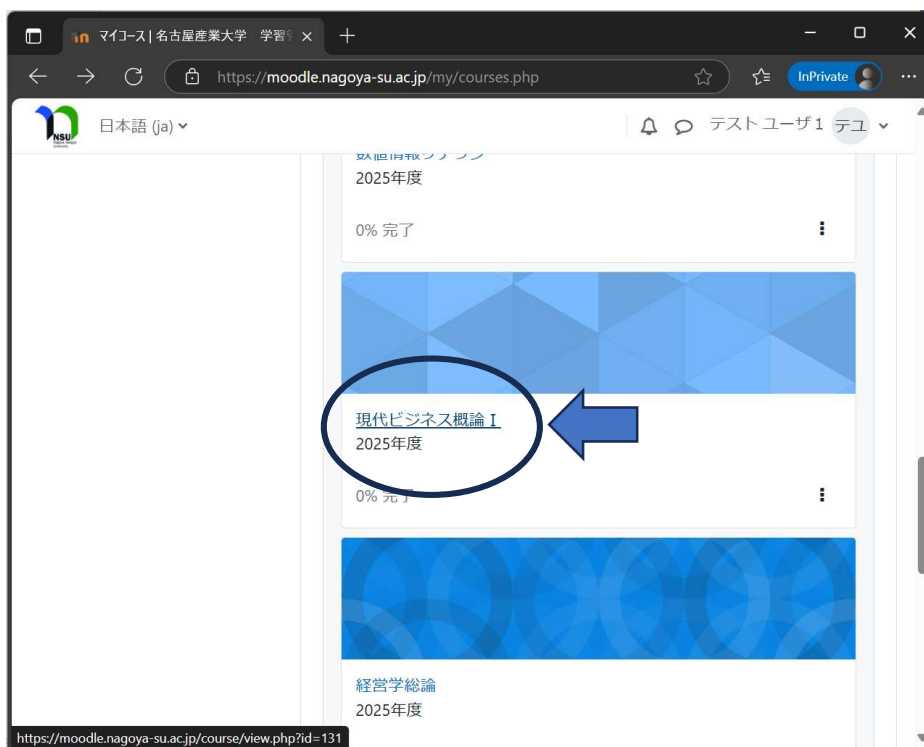 マイコース | 名古屋産業大学 学習
https://moodle.nagoya-su.ac.jp/my/courses.php
InPrivate
NSU
日本語 (ja)
テスト ユーザ 1 テユ
2025年度
0% 完了
現代ビジネス概論Ⅰ
2025年度
0% 完了
経営学総論
2025年度
https://moodle.nagoya-su.ac.jp/course/view.php?id=131